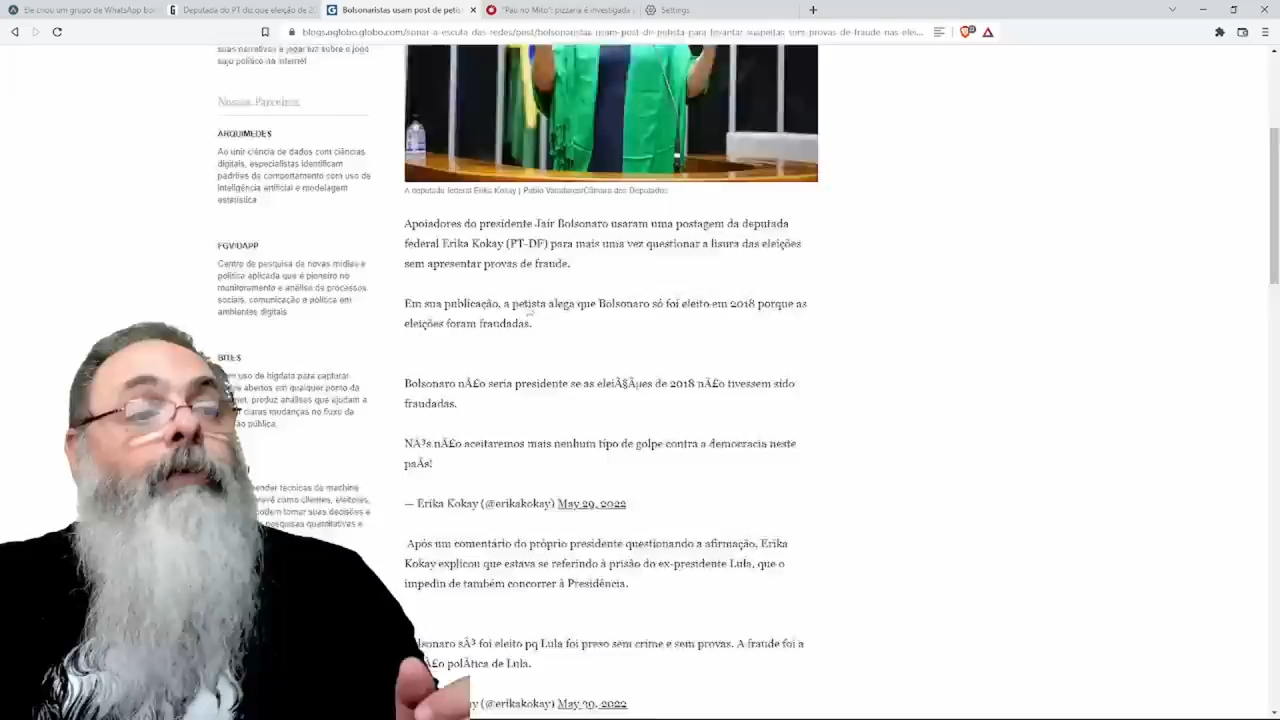 Ele criou um grupo de WhatsApp bo
Deputada do PT diz que eleição de 20
Bolsonaristas usam post de petis
"Pau no Mito": pizzaria é investigada
Settings
blogs.oglobo.globo.com/sonar-a-escuta-das-redes/post/bolsonaristas-usam-post-de-petista-para-levantar-suspeitas-sem-provas-de-fraude-nas-elei...
suas narrativas e jogar luz sobre o jogo
sujo político na internet
Nossos Parceiros
ARQUIMEDES
Ao unir ciência de dados com ciências
digitais, especialistas identificam
padrões de comportamento com uso de
inteligência artificial e modelagem
estatística
FGV/DAPP
Centro de pesquisa de novas mídias e
política aplicada que é pioneiro no
monitoramento e análise de processos
sociais, comunicação e política em
ambientes digitais
BITES
uso de bigdata para capturar
abertos em qualquer ponto da
net, produz análises que ajudam a
claras mudanças no fluxo da
ão pública.
ender técnicas de machine
prevê como clientes, eleitores,
podem tomar suas decisões e
pesquisas quantitativas e
A deputada federal Erika Kokay | Pablo Valadares/Câmara dos Deputados
Apoiadores do presidente Jair Bolsonaro usaram uma postagem da deputada
federal Erika Kokay (PT-DF) para mais uma vez questionar a lisura das eleições
sem apresentar provas de fraude.
Em sua publicação, a petista alega que Bolsonaro só foi eleito em 2018 porque as
eleições foram fraudadas.
Bolsonaro nÃ£o seria presidente se as eleiÃ§Ãµes de 2018 nÃ£o tivessem sido
fraudadas.
NÃ³s nÃ£o aceitaremos mais nenhum tipo de golpe contra a democracia neste
paÃ­s!
— Erika Kokay (@erikakokay) May 29, 2022
Após um comentário do próprio presidente questionando a afirmação, Erika
Kokay explicou que estava se referindo à prisão do ex-presidente Lula, que o
impediu de também concorrer à Presidência.
lsonaro sÃ³ foi eleito pq Lula foi preso sem crime e sem provas. A fraude foi a
Ã£o polÃ­tica de Lula.
kay (@erikakokay) May 30, 2022